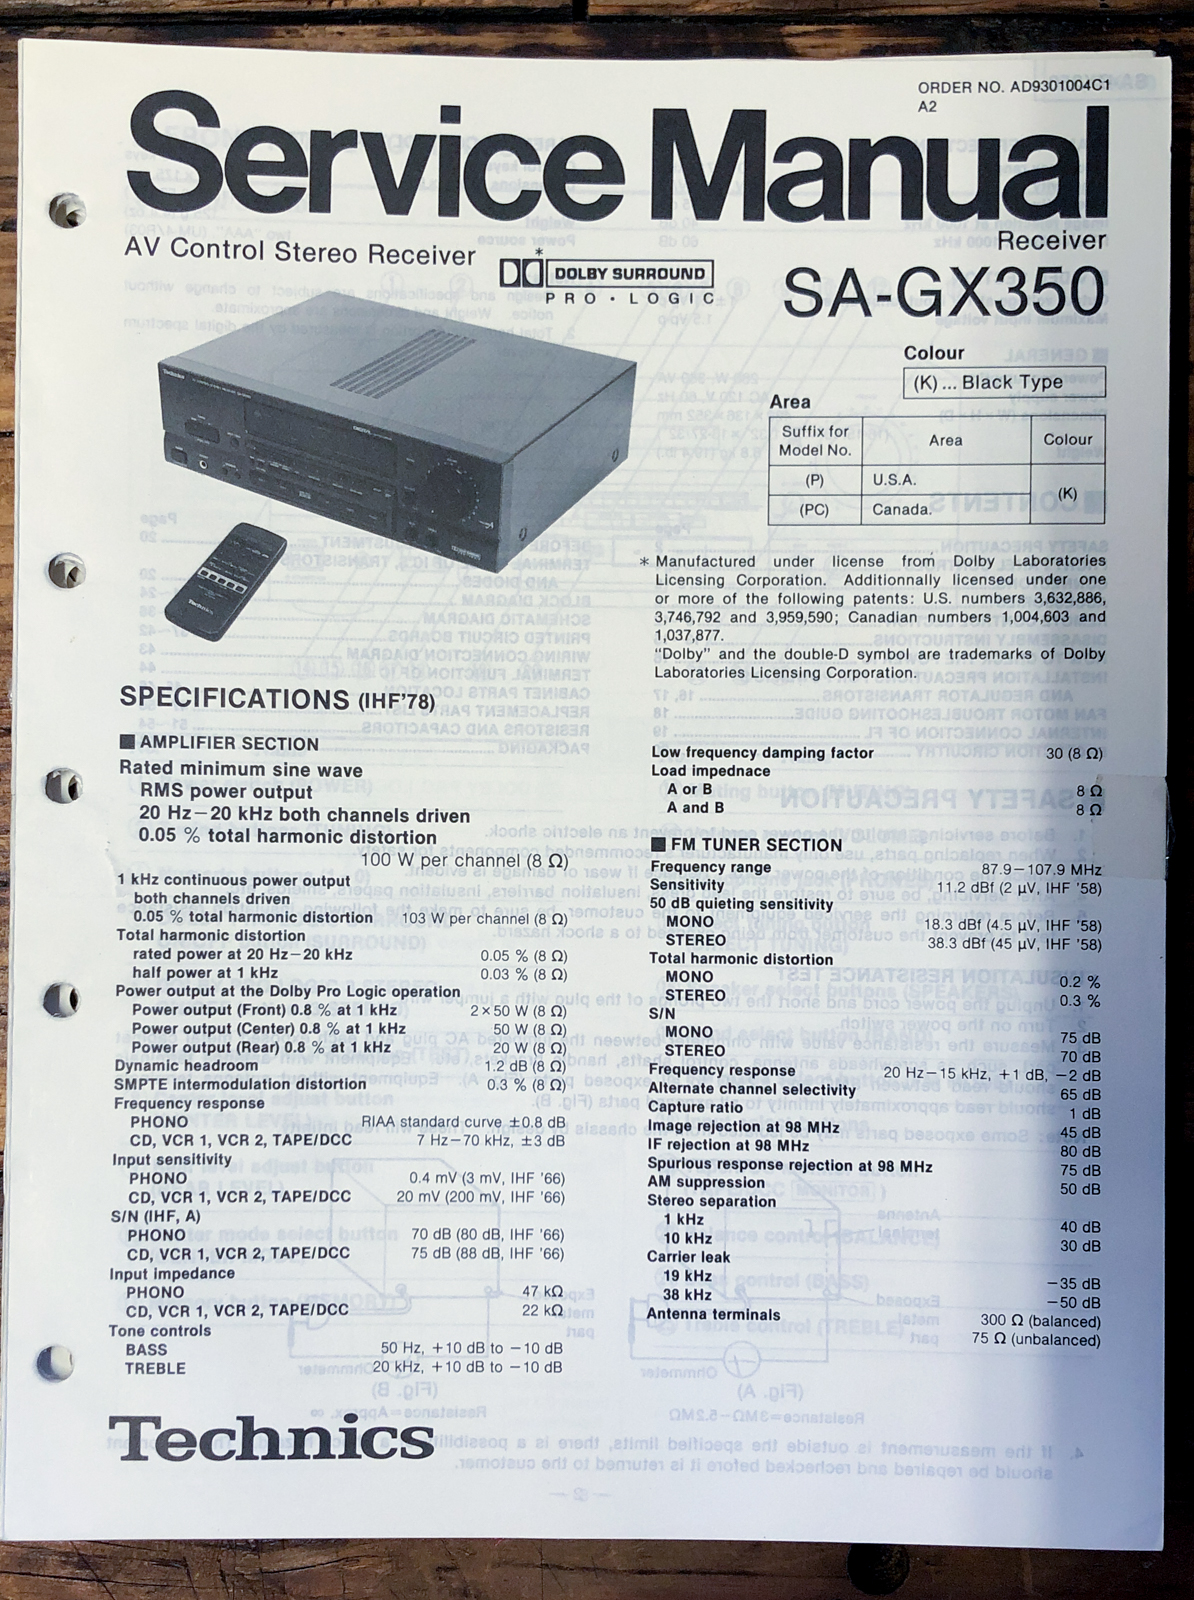 ORDER NO. AD9301004C1
A2
Service Manual
AV Control Stereo Receiver
*
DOLBY SURROUND
PRO • LOGIC
Receiver
SA-GX350
Colour
(K) ... Black Type
Area
Suffix for Model No. Area Colour
(P) U.S.A. (K)
(PC) Canada.
Technics
Technics
* Manufactured under license from Dolby Laboratories
Licensing Corporation. Additionnally licensed under one
or more of the following patents: U.S. numbers 3,632,886,
3,746,792 and 3,959,590; Canadian numbers 1,004,603 and
1,037,877.
“Dolby” and the double-D symbol are trademarks of Dolby
Laboratories Licensing Corporation.
SPECIFICATIONS (IHF'78)
■ AMPLIFIER SECTION
Rated minimum sine wave
RMS power output
20 Hz–20 kHz both channels driven
0.05 % total harmonic distortion
100 W per channel (8 Ω)
1 kHz continuous power output
both channels driven
0.05 % total harmonic distortion 103 W per channel (8 Ω)
Total harmonic distortion
rated power at 20 Hz–20 kHz 0.05 % (8 Ω)
half power at 1 kHz 0.03 % (8 Ω)
Power output at the Dolby Pro Logic operation
Power output (Front) 0.8 % at 1 kHz 2×50 W (8 Ω)
Power output (Center) 0.8 % at 1 kHz 50 W (8 Ω)
Power output (Rear) 0.8 % at 1 kHz 20 W (8 Ω)
Dynamic headroom 1.2 dB (8 Ω)
SMPTE intermodulation distortion 0.3 % (8 Ω)
Frequency response
PHONO RIAA standard curve ±0.8 dB
CD, VCR 1, VCR 2, TAPE/DCC 7 Hz–70 kHz, ±3 dB
Input sensitivity
PHONO 0.4 mV (3 mV, IHF '66)
CD, VCR 1, VCR 2, TAPE/DCC 20 mV (200 mV, IHF '66)
S/N (IHF, A)
PHONO 70 dB (80 dB, IHF '66)
CD, VCR 1, VCR 2, TAPE/DCC 75 dB (88 dB, IHF '66)
Input impedance
PHONO 47 kΩ
CD, VCR 1, VCR 2, TAPE/DCC 22 kΩ
Tone controls
BASS 50 Hz, +10 dB to −10 dB
TREBLE 20 kHz, +10 dB to −10 dB
Low frequency damping factor 30 (8 Ω)
Load impednace
A or B 8 Ω
A and B 8 Ω
■ FM TUNER SECTION
Frequency range 87.9–107.9 MHz
Sensitivity 11.2 dBf (2 µV, IHF '58)
50 dB quieting sensitivity
MONO 18.3 dBf (4.5 µV, IHF '58)
STEREO 38.3 dBf (45 µV, IHF '58)
Total harmonic distortion
MONO 0.2 %
STEREO 0.3 %
S/N
MONO 75 dB
STEREO 70 dB
Frequency response 20 Hz–15 kHz, +1 dB, −2 dB
Alternate channel selectivity 65 dB
Capture ratio 1 dB
Image rejection at 98 MHz 45 dB
IF rejection at 98 MHz 80 dB
Spurious response rejection at 98 MHz 75 dB
AM suppression 50 dB
Stereo separation
1 kHz 40 dB
10 kHz 30 dB
Carrier leak
19 kHz −35 dB
38 kHz −50 dB
Antenna terminals 300 Ω (balanced)
75 Ω (unbalanced)
Technics